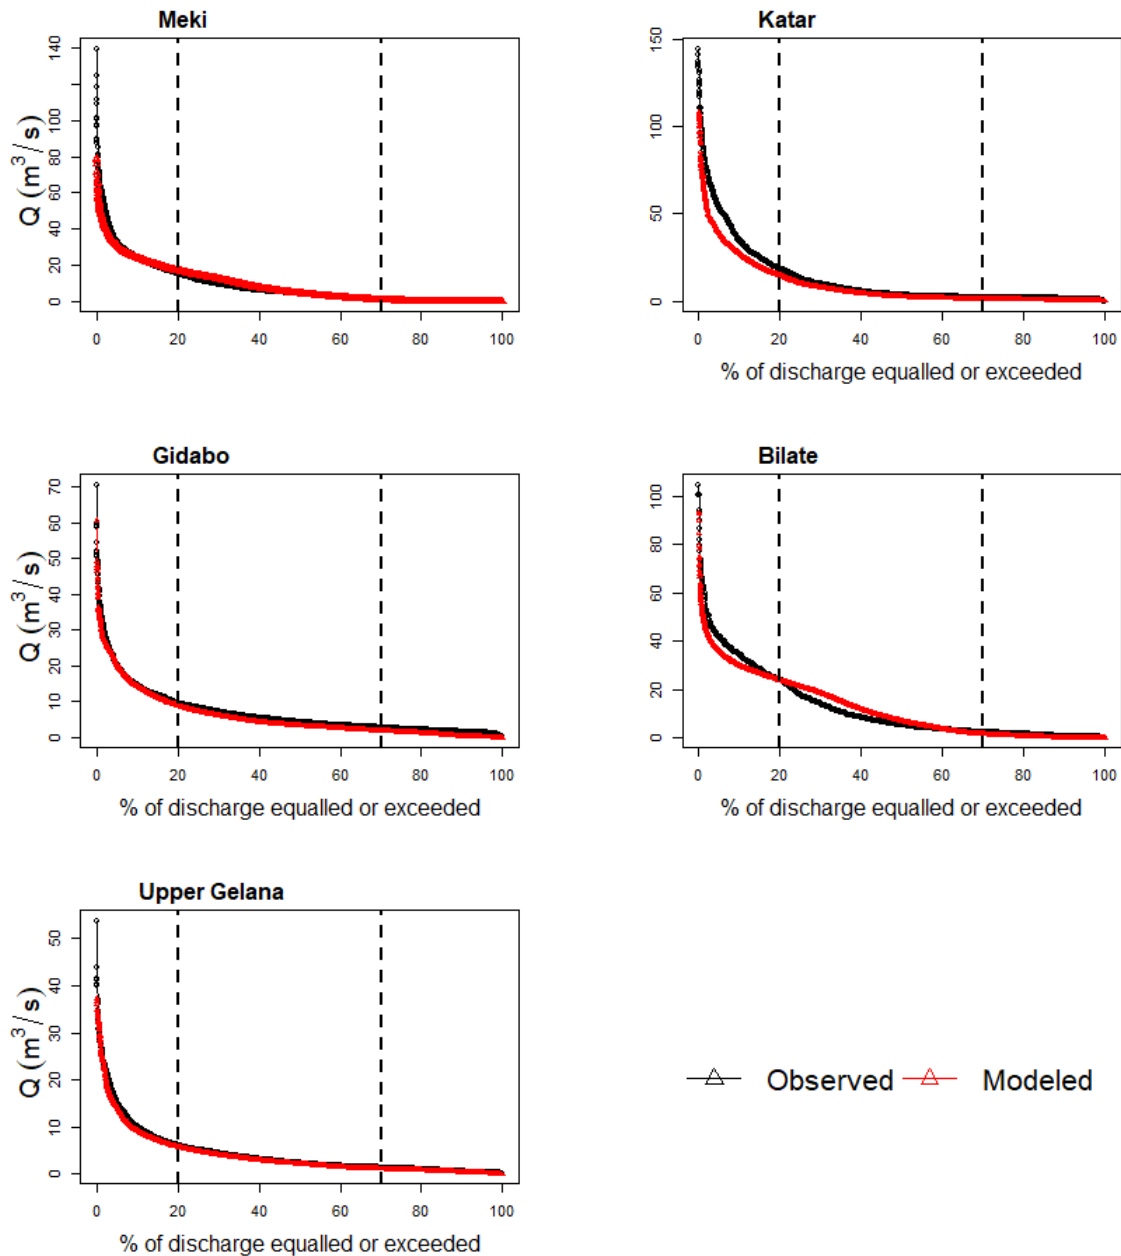 Meki
Q (m³/s)
140
100
80
60
40
20
0
0 20 40 60 80 100
Katar
150
100
50
0
0 20 40 60 80 100
% of discharge equalled or exceeded
Gidabo
Q (m³/s)
70
60
50
40
30
20
10
0
0 20 40 60 80 100
% of discharge equalled or exceeded
Bilate
100
80
60
40
20
0
0 20 40 60 80 100
% of discharge equalled or exceeded
Upper Gelana
Q (m³/s)
50
40
30
20
10
0
0 20 40 60 80 100
% of discharge equalled or exceeded
Observed Modeled